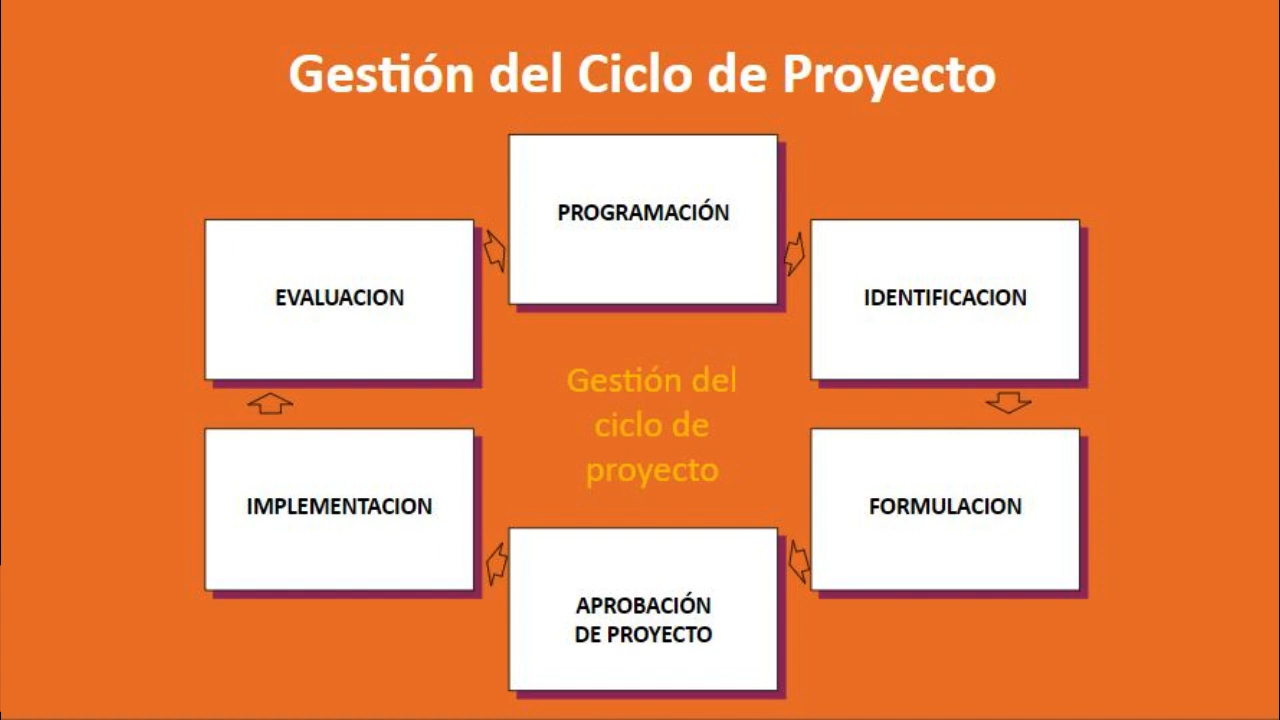 Gestión del Ciclo de Proyecto
PROGRAMACIÓN
EVALUACION
IDENTIFICACION
Gestión del
ciclo de
proyecto
IMPLEMENTACION
FORMULACION
APROBACIÓN
DE PROYECTO